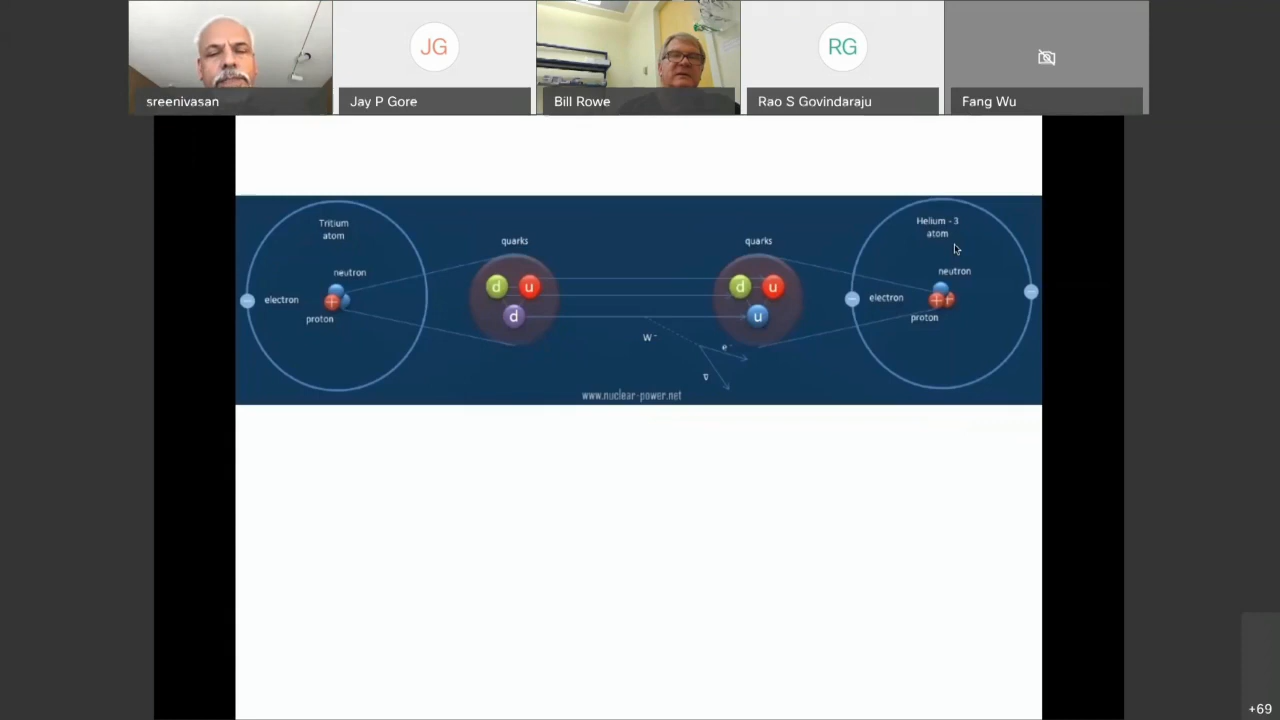 JG
RG
sreenivasan
Jay P Gore
Bill Rowe
Rao S Govindaraju
Fang Wu
Tritium
atom
neutron
electron
proton
quarks
d
u
d
W⁻
e⁻
ν̅
quarks
d
u
u
Helium - 3
atom
neutron
electron
proton
www.nuclear-power.net
+69